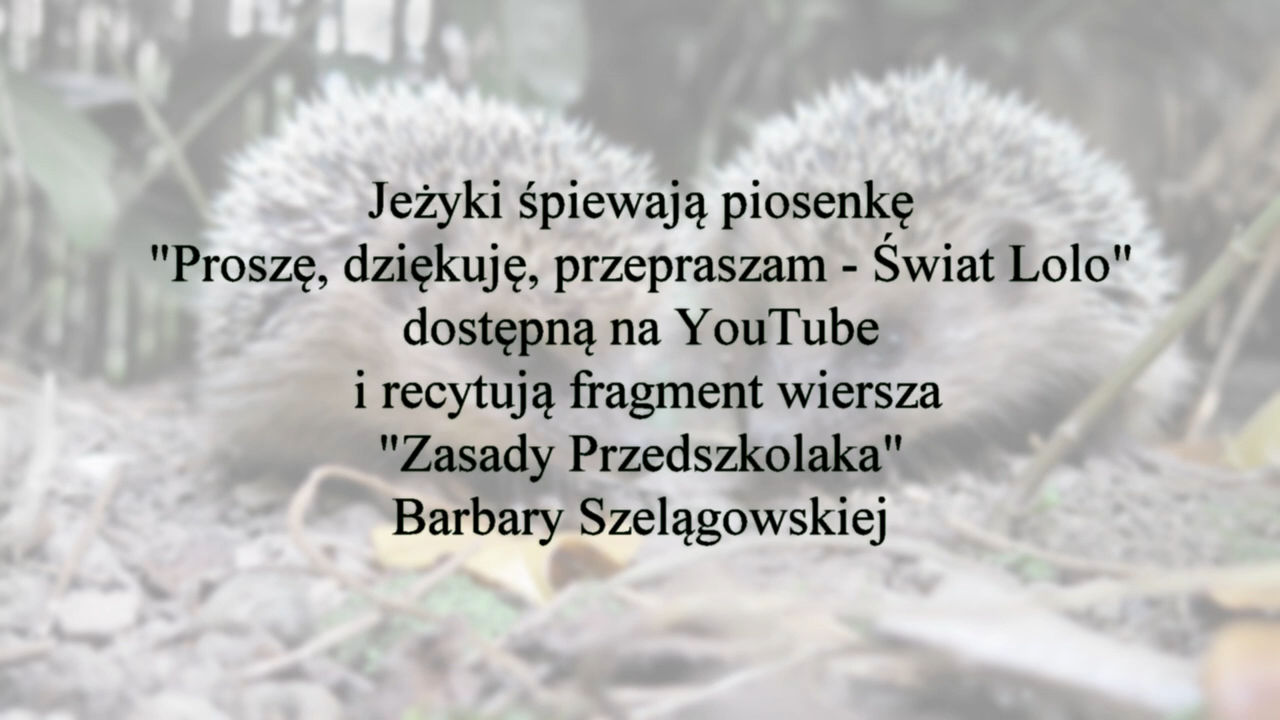 Jeżyki śpiewają piosenkę
"Proszę, dziękuję, przepraszam - Świat Lolo"
dostępną na YouTube
i recytują fragment wiersza
"Zasady Przedszkolaka"
Barbary Szelągowskiej